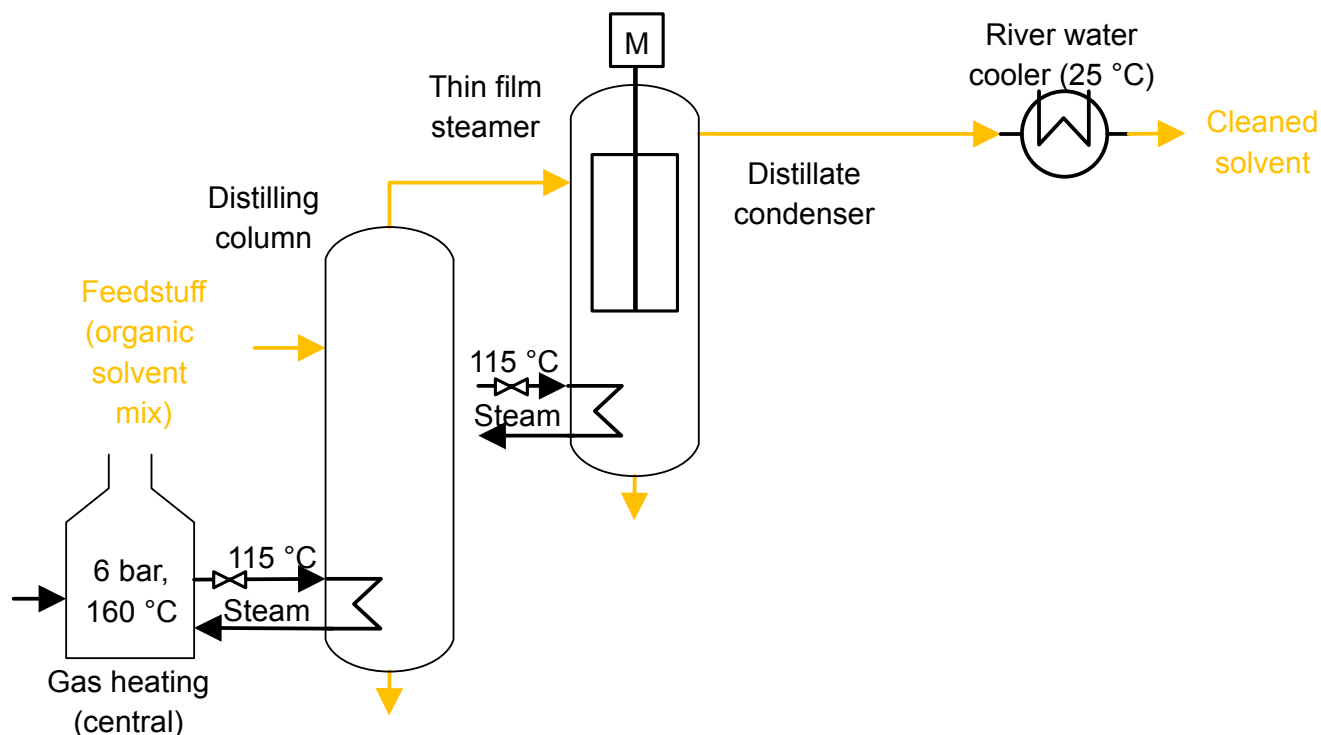 M
River water
cooler (25 °C)
Thin film
steamer
Cleaned
solvent
Distillate
condenser
Distilling
column
Feedstuff
(organic
solvent
mix)
115 °C
Steam
115 °C
Steam
6 bar,
160 °C
Gas heating
(central)